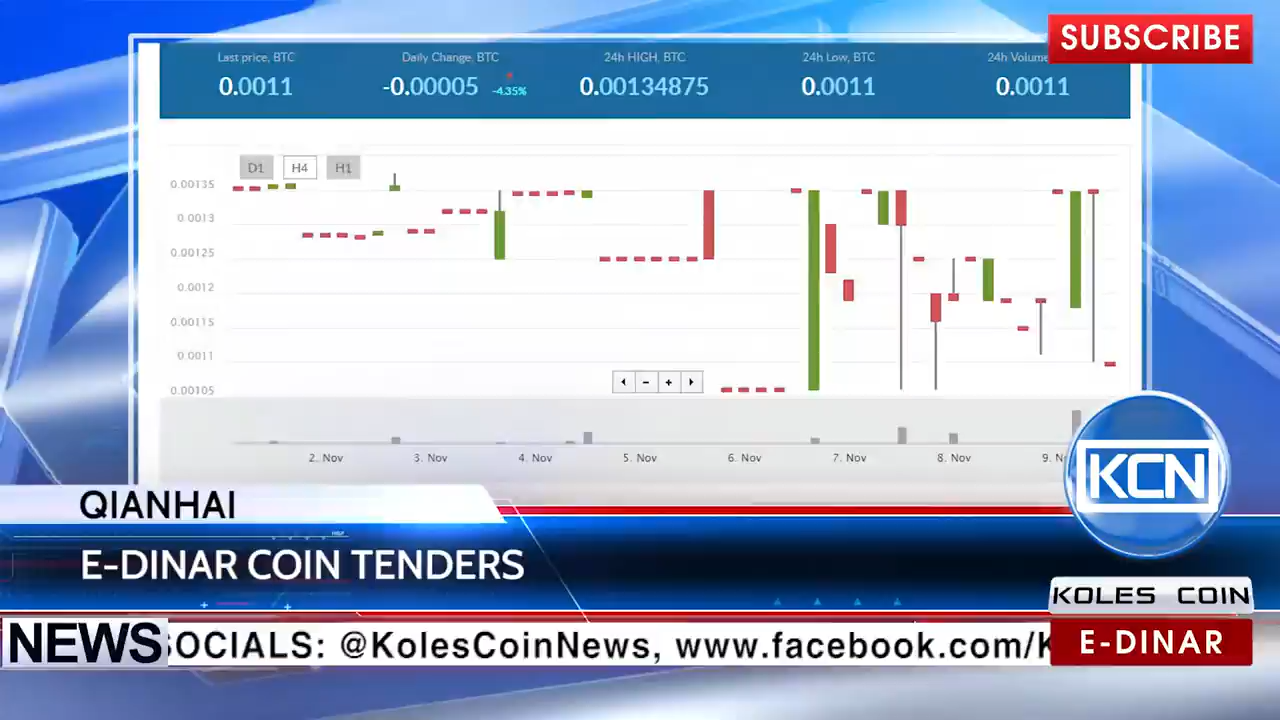 SUBSCRIBE
Last price, BTC
0.0011
Daily Change, BTC
-0.00005 -4.35%
24h HIGH, BTC
0.00134875
24h Low, BTC
0.0011
24h Volume
0.0011
D1 H4 H1
0.00135
0.0013
0.00125
0.0012
0.00115
0.0011
0.00105
2. Nov 3. Nov 4. Nov 5. Nov 6. Nov 7. Nov 8. Nov 9.
KCN
QIANHAI
E-DINAR COIN TENDERS
KOLES COIN
NEWS
SOCIALS: @KolesCoinNews, www.facebook.com/K
E-DINAR